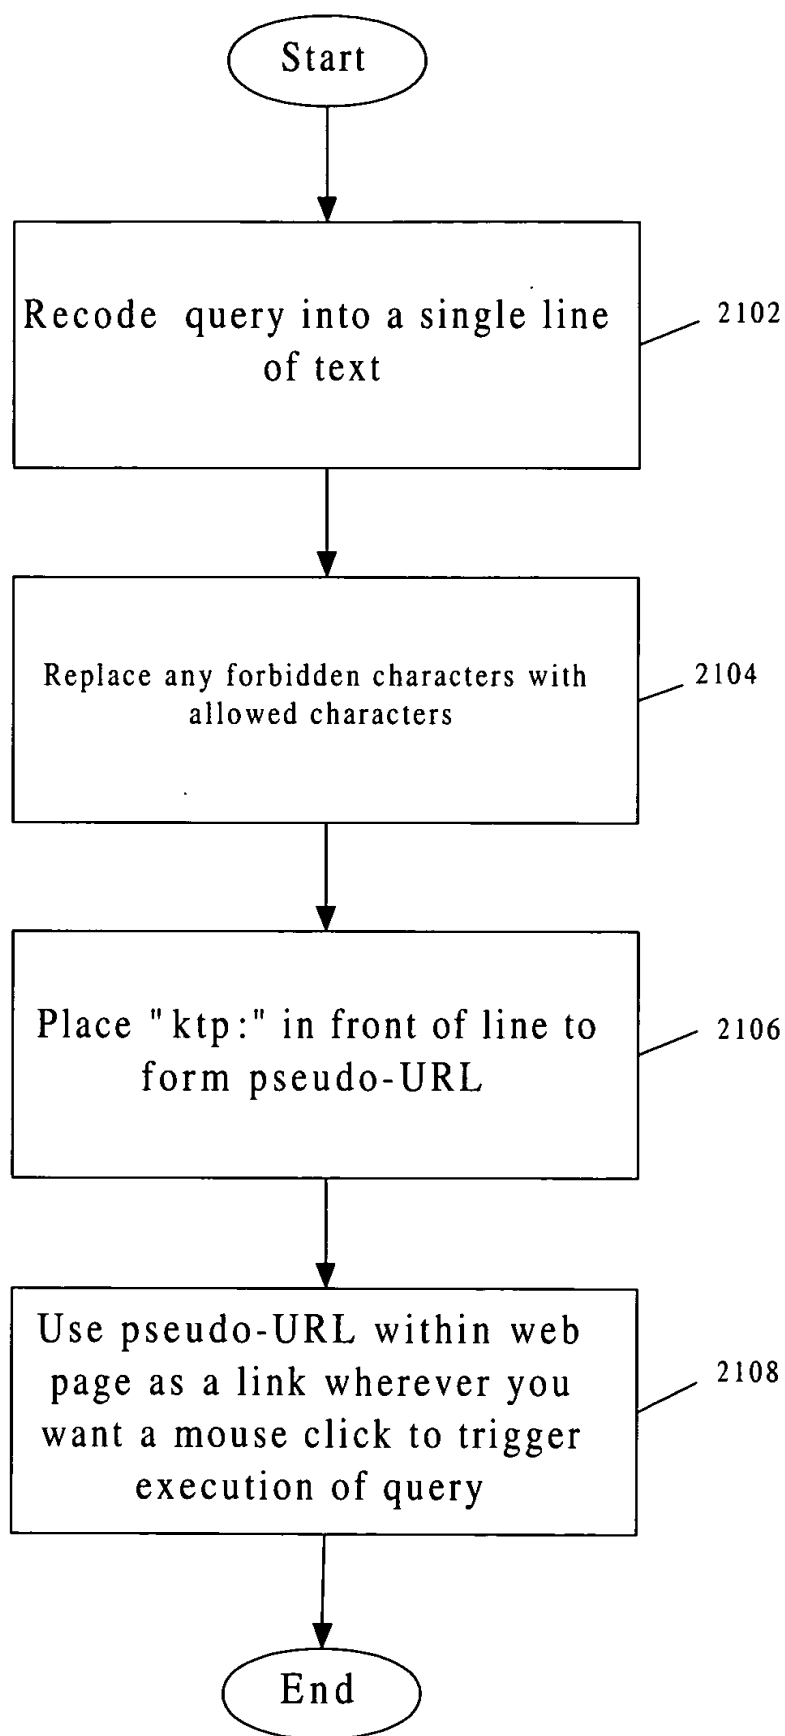 Start
Recode query into a single line
of text
2102
Replace any forbidden characters with
allowed characters
2104
Place "ktp:" in front of line to
form pseudo-URL
2106
Use pseudo-URL within web
page as a link wherever you
want a mouse click to trigger
execution of query
2108
End